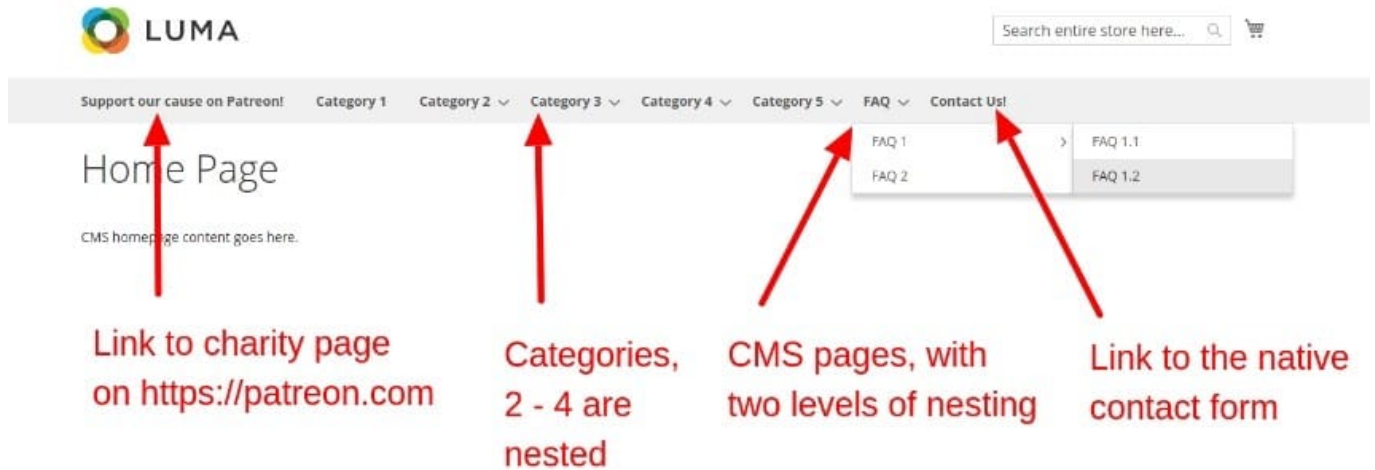 LUMA
Search entire store here...
Support our cause on Patreon! Category 1 Category 2 Category 3 Category 4 Category 5 FAQ Contact Us!
FAQ 1 FAQ 1.1
FAQ 2 FAQ 1.2
Home Page
CMS homepage content goes here.
Link to charity page
on https://patreon.com
Categories,
2 - 4 are
nested
CMS pages, with
two levels of nesting
Link to the native
contact form